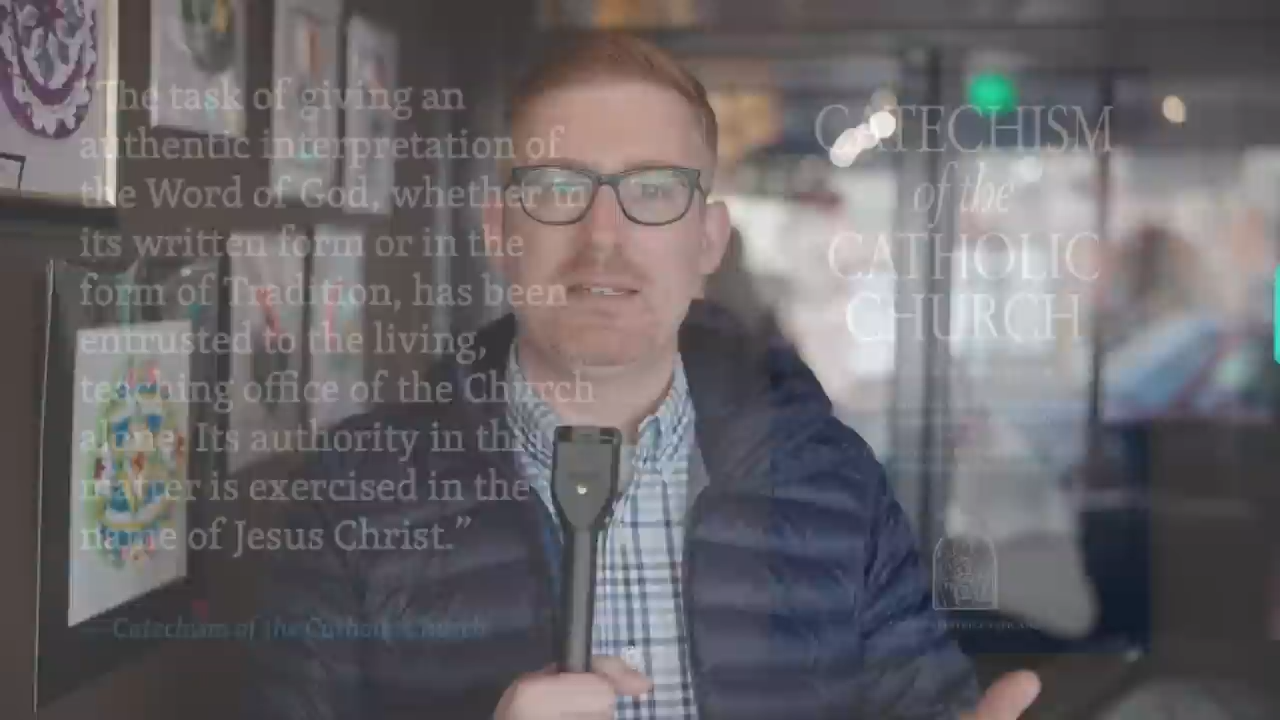 The task of giving an
authentic interpretation of
the Word of God, whether in
its written form or in the
form of Tradition, has been
entrusted to the living,
teaching office of the Church
alone. Its authority in this
matter is exercised in the
name of Jesus Christ.”
—Catechism of the Catholic Church
CATECHISM
of the
CATHOLIC
CHURCH